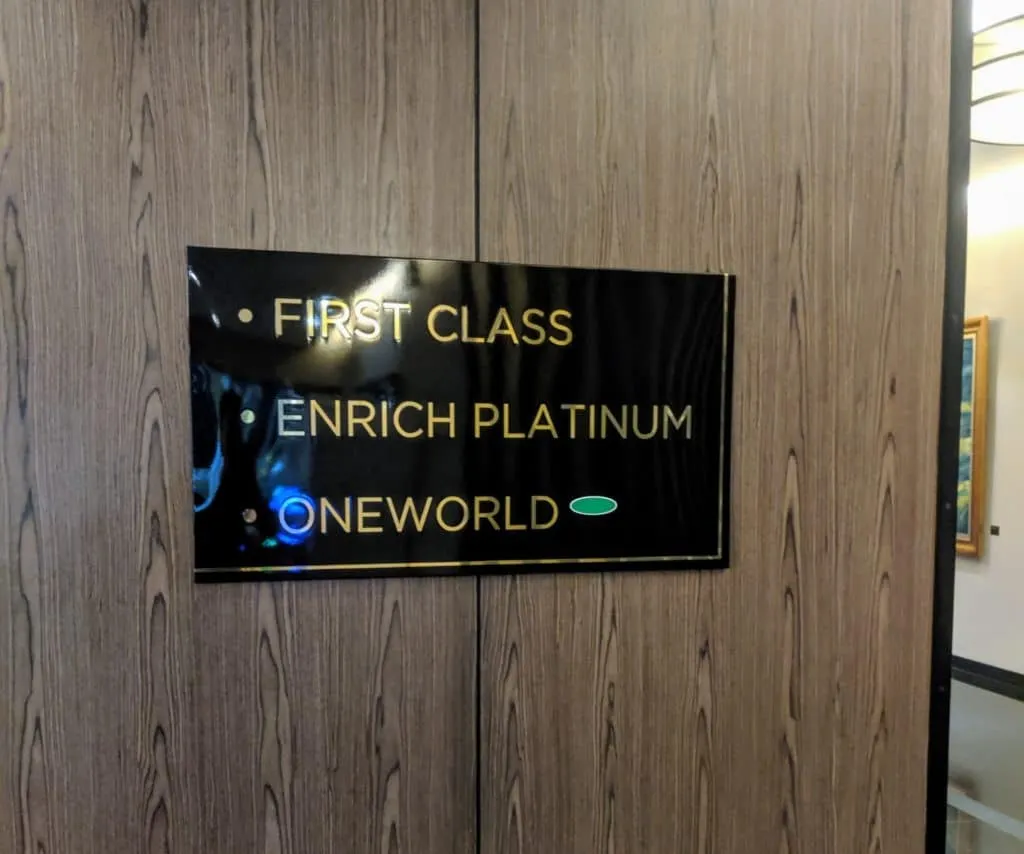 • FIRST CLASS
• ENRICH PLATINUM
• ONEWORLD